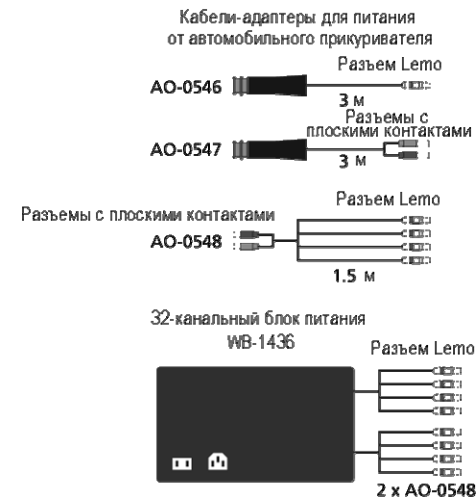 Кабели-адаптеры для питания
от автомобильного прикуривателя
Разъем Lemo
AO-0546
3 м
Разъемы с
плоскими контактами
AO-0547
3 м
Разъем Lemo
Разъемы с плоскими контактами
AO-0548
1.5 м
32-канальный блок питания
WB-1436
Разъем Lemo
2 x AO-0548